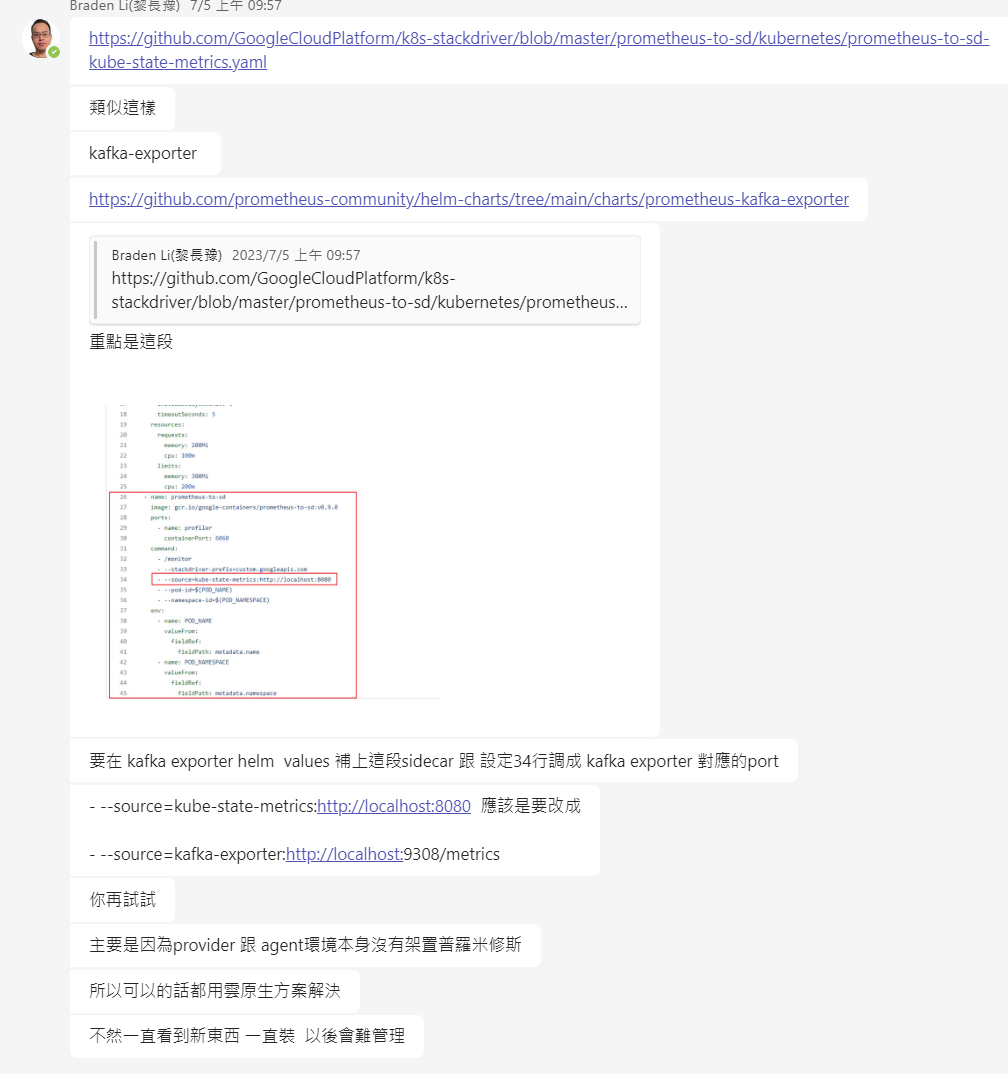 Braden Li(黎長豫) 7/5 上午 09:57
https://github.com/GoogleCloudPlatform/k8s-stackdriver/blob/master/prometheus-to-sd/kubernetes/prometheus-to-sd-
kube-state-metrics.yaml
類似這樣
kafka-exporter
https://github.com/prometheus-community/helm-charts/tree/main/charts/prometheus-kafka-exporter
Braden Li(黎長豫) 2023/7/5 上午 09:57
https://github.com/GoogleCloudPlatform/k8s-
stackdriver/blob/master/prometheus-to-sd/kubernetes/prometheus...
重點是這段
18 timeoutSeconds: 5
19 resources:
20 requests:
21 memory: 200Mi
22 cpu: 100m
23 limits:
24 memory: 300Mi
25 cpu: 200m
26 - name: prometheus-to-sd
27 image: gcr.io/google-containers/prometheus-to-sd:v0.9.0
28 ports:
29 - name: profiler
30 containerPort: 6060
31 command:
32 - /monitor
33 - --stackdriver-prefix=custom.googleapis.com
34 - --source=kube-state-metrics:http://localhost:8080
35 - --pod-id=$(POD_NAME)
36 - --namespace-id=$(POD_NAMESPACE)
37 env:
38 - name: POD_NAME
39 valueFrom:
40 fieldRef:
41 fieldPath: metadata.name
42 - name: POD_NAMESPACE
43 valueFrom:
44 fieldRef:
45 fieldPath: metadata.namespace
要在 kafka exporter helm values 補上這段sidecar 跟 設定34行調成 kafka exporter 對應的port
- --source=kube-state-metrics:http://localhost:8080 應該是要改成
- --source=kafka-exporter:http://localhost:9308/metrics
你再試試
主要是因為provider 跟 agent環境本身沒有架置普羅米修斯
所以可以的話都用雲原生方案解決
不然一直看到新東西 一直裝 以後會難管理